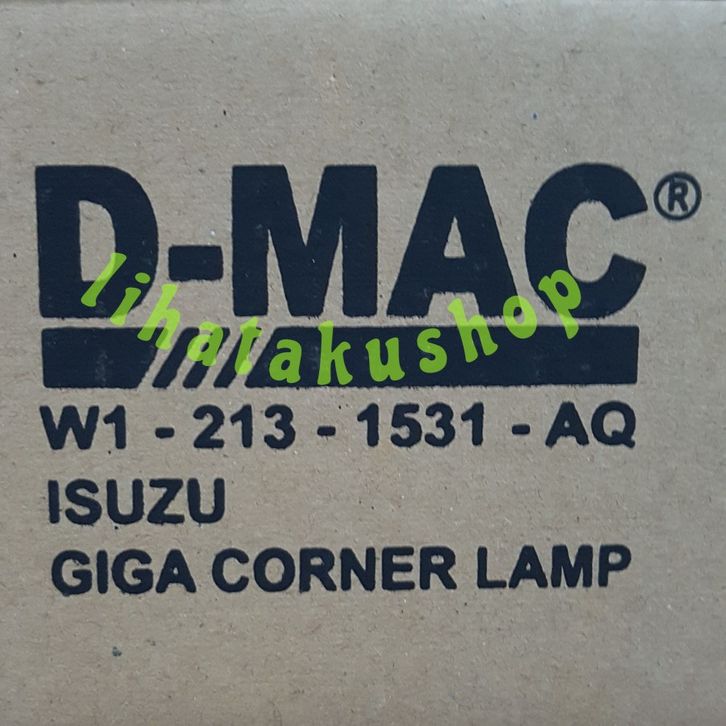 D-MAC®
lihatakushop
W1 - 213 - 1531 - AQ
ISUZU
GIGA CORNER LAMP